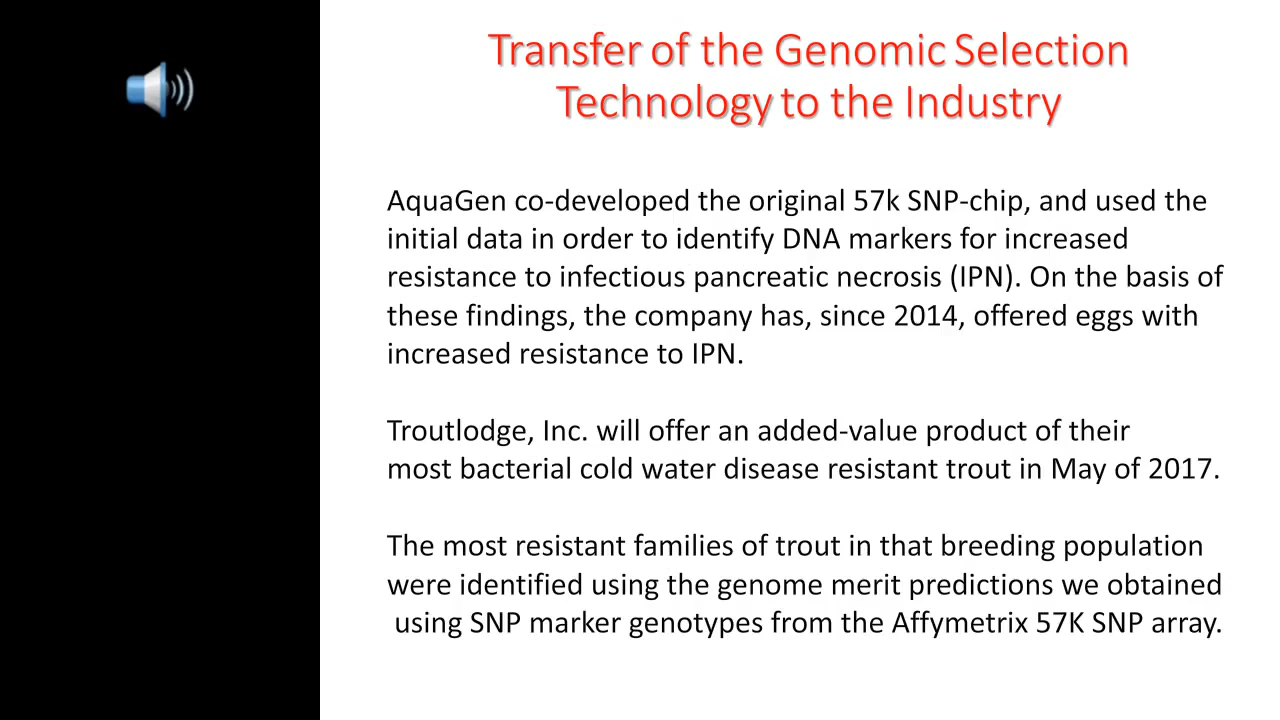 Transfer of the Genomic Selection
Technology to the Industry
AquaGen co-developed the original 57k SNP-chip, and used the
initial data in order to identify DNA markers for increased
resistance to infectious pancreatic necrosis (IPN). On the basis of
these findings, the company has, since 2014, offered eggs with
increased resistance to IPN.
Troutlodge, Inc. will offer an added-value product of their
most bacterial cold water disease resistant trout in May of 2017.
The most resistant families of trout in that breeding population
were identified using the genome merit predictions we obtained
using SNP marker genotypes from the Affymetrix 57K SNP array.